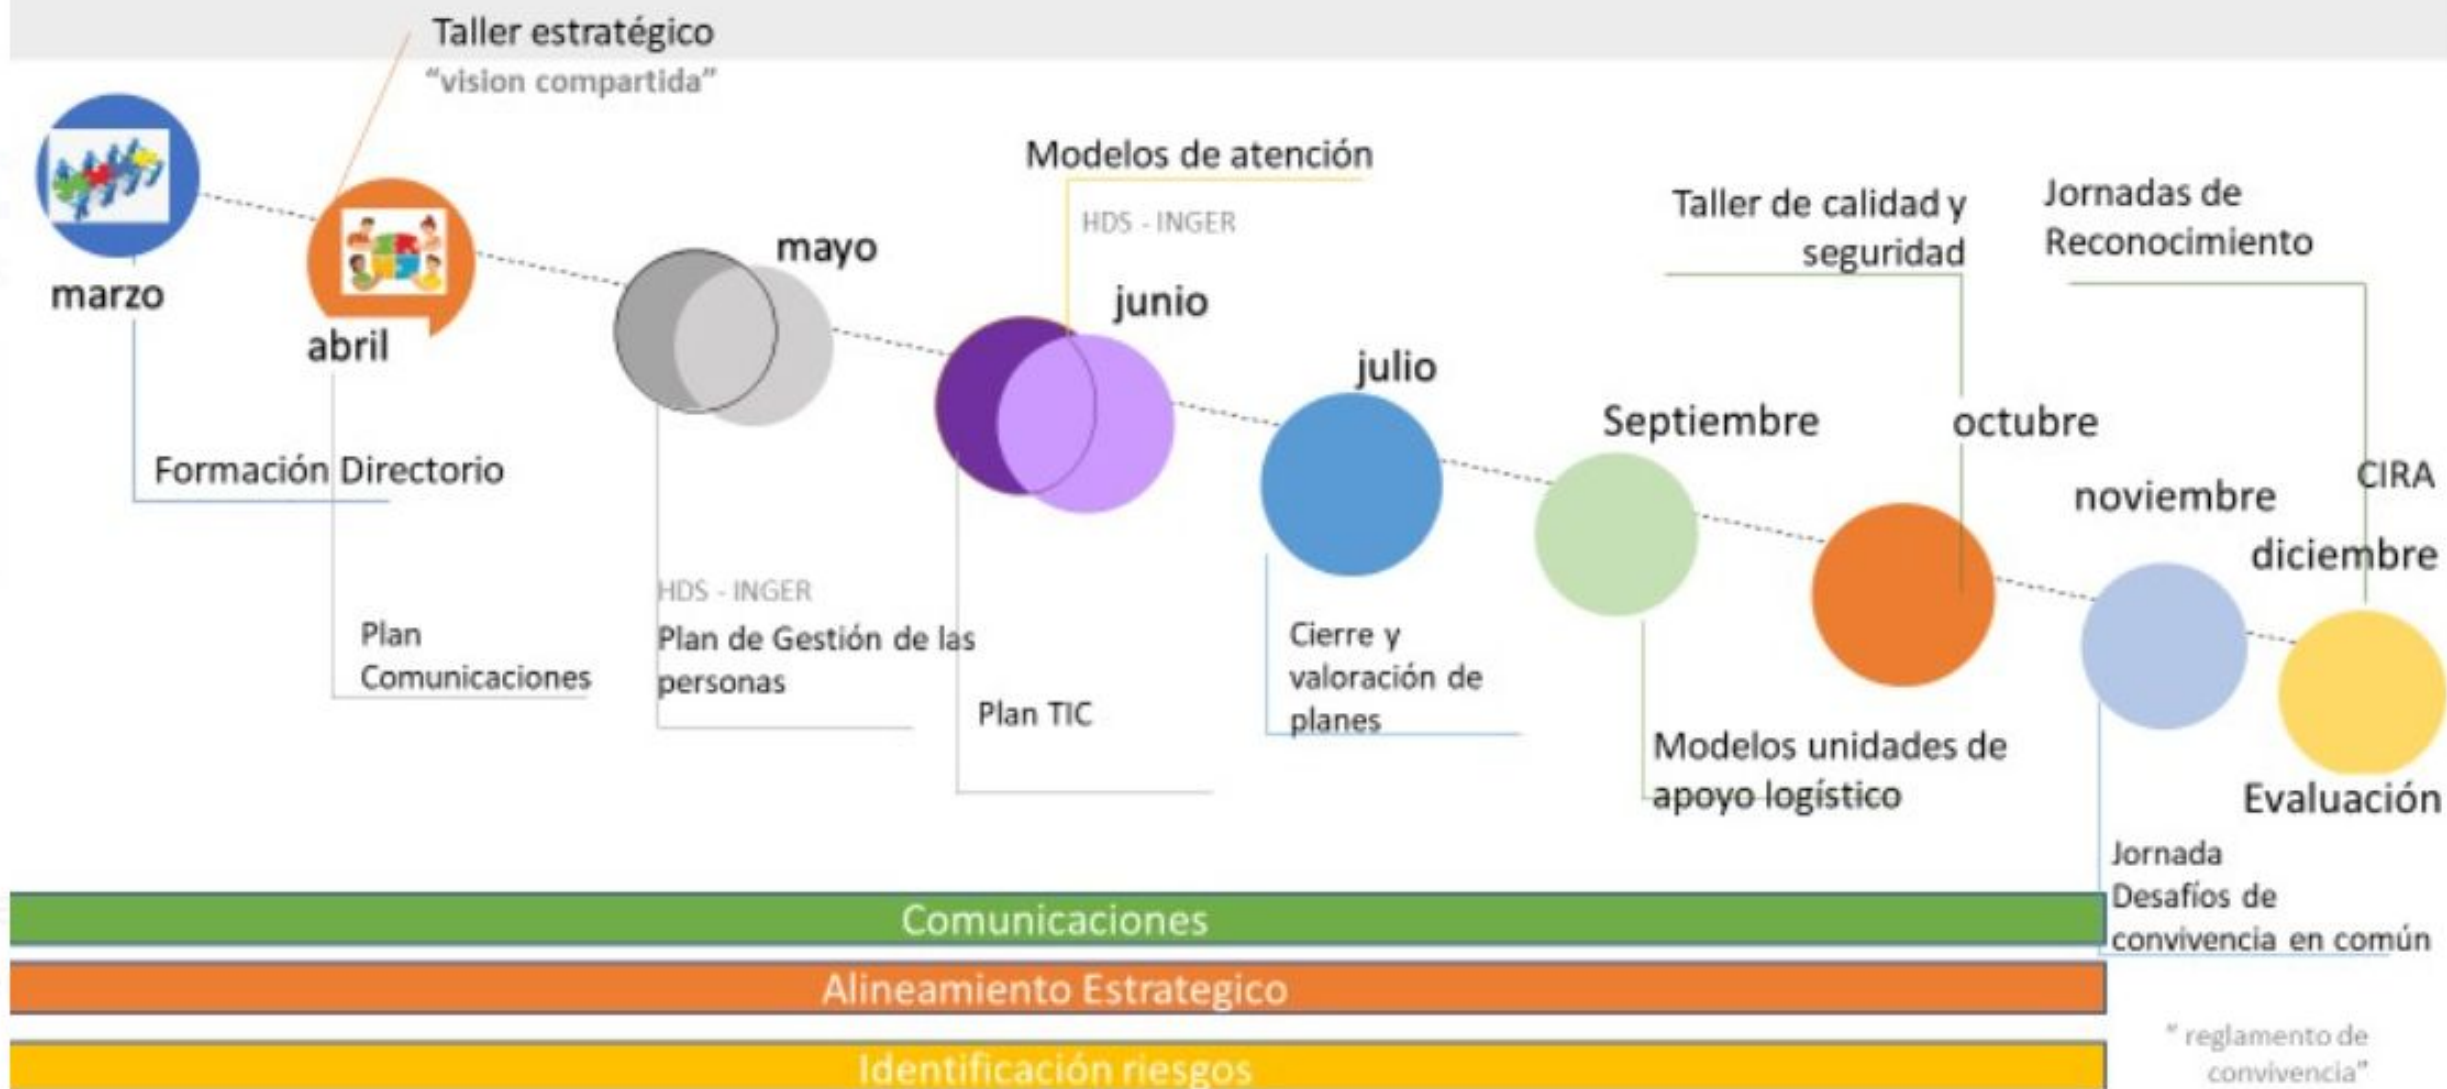 Taller estratégico
“vision compartida”
marzo
Formación Directorio
abril
Plan
Comunicaciones
mayo
HDS - INGER
Plan de Gestión de las
personas
Modelos de atención
HDS - INGER
junio
Plan TIC
julio
Cierre y
valoración de
planes
Septiembre
Modelos unidades de
apoyo logístico
Taller de calidad y
seguridad
octubre
Jornadas de
Reconocimiento
noviembre
CIRA
diciembre
Evaluación
Jornada
Desafíos de
convivencia en común
“ reglamento de
convivencia”
Comunicaciones
Alineamiento Estrategico
Identificación riesgos